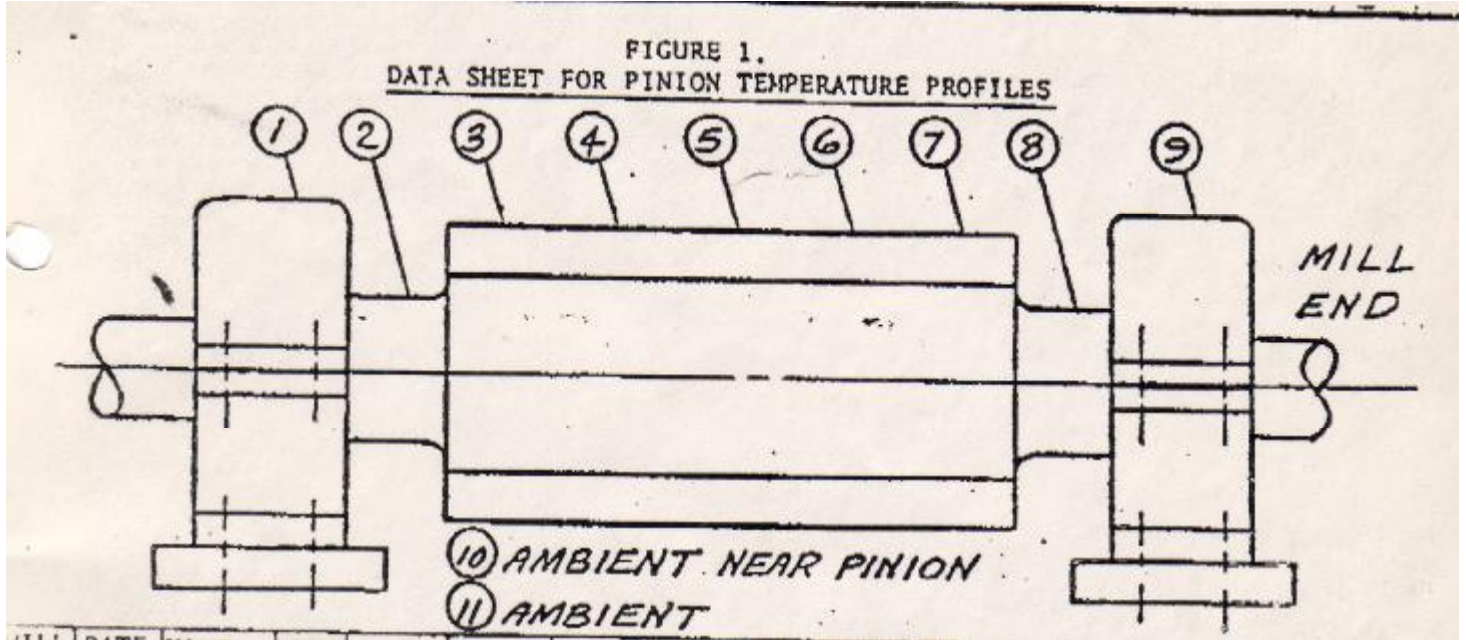 FIGURE 1.
DATA SHEET FOR PINION TEMPERATURE PROFILES
1 2 3 4 5 6 7 8 9
MILL
END
10 AMBIENT NEAR PINION
11 AMBIENT
DATE